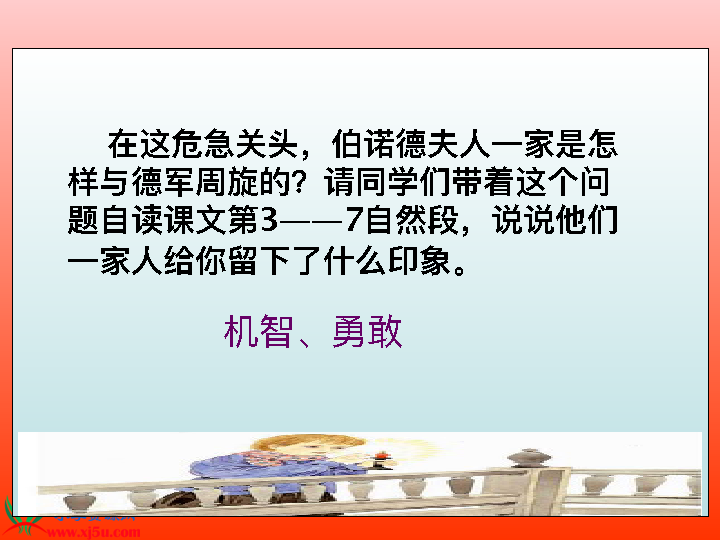 在这危急关头，伯诺德夫人一家是怎
样与德军周旋的？请同学们带着这个问
题自读课文第3——7自然段，说说他们
一家人给你留下了什么印象。
机智、勇敢
www.xj5u.com